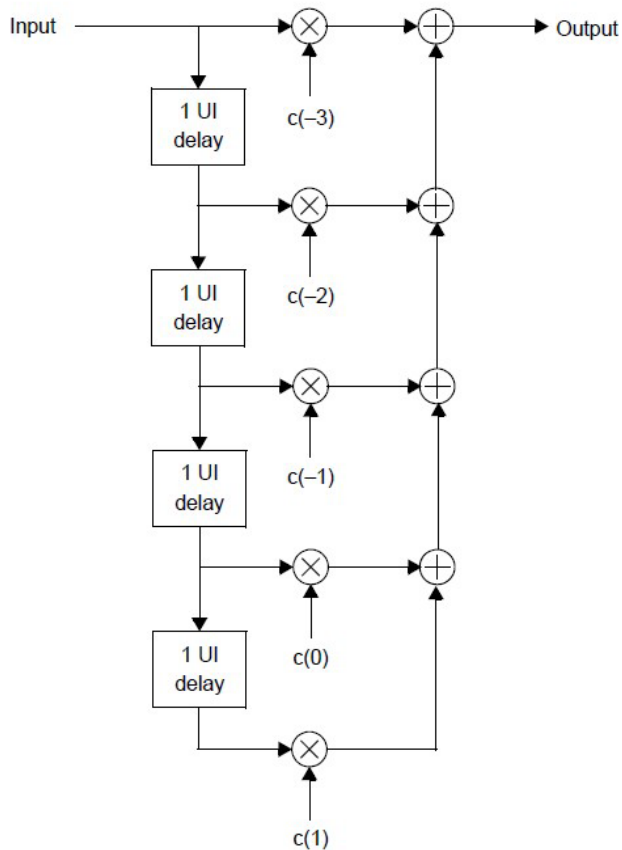 Input
Output
1 UI
delay
c(–3)
1 UI
delay
c(–2)
1 UI
delay
c(–1)
1 UI
delay
c(0)
c(1)